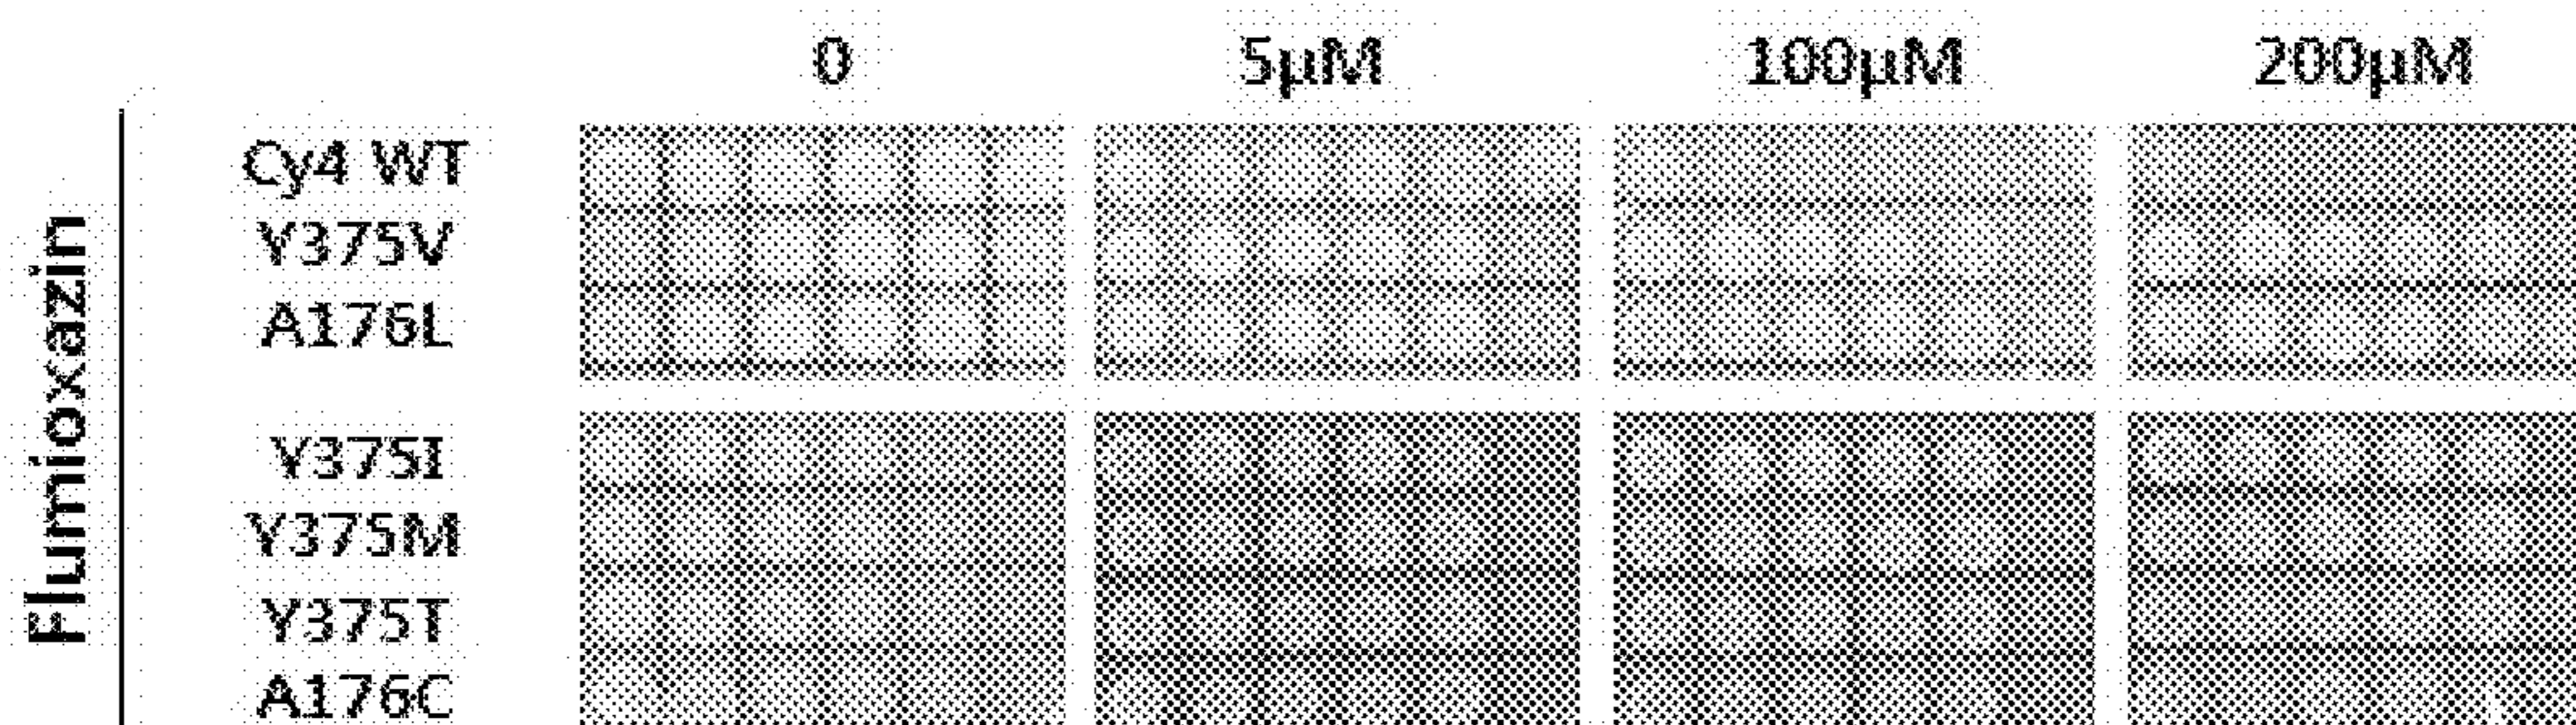 0 5µM 100µM 200µM
Flumioxazin
Cy4 WT
Y375V
A176L
Y375I
Y375M
Y375T
A176C